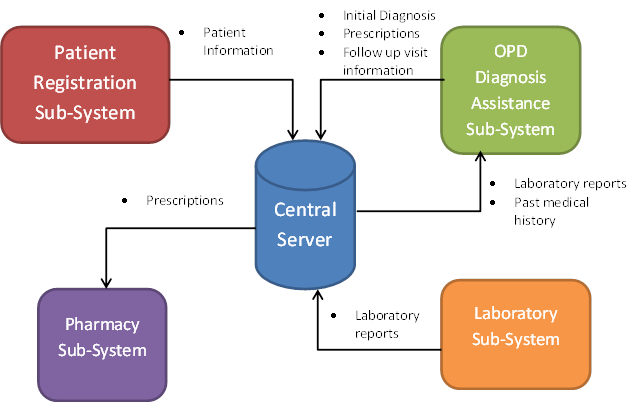 Patient
Registration
Sub-System
• Patient
Information
• Initial Diagnosis
• Prescriptions
• Follow up visit
information
OPD
Diagnosis
Assistance
Sub-System
• Prescriptions
Central
Server
• Laboratory reports
• Past medical
history
Pharmacy
Sub-System
• Laboratory
reports
Laboratory
Sub-System